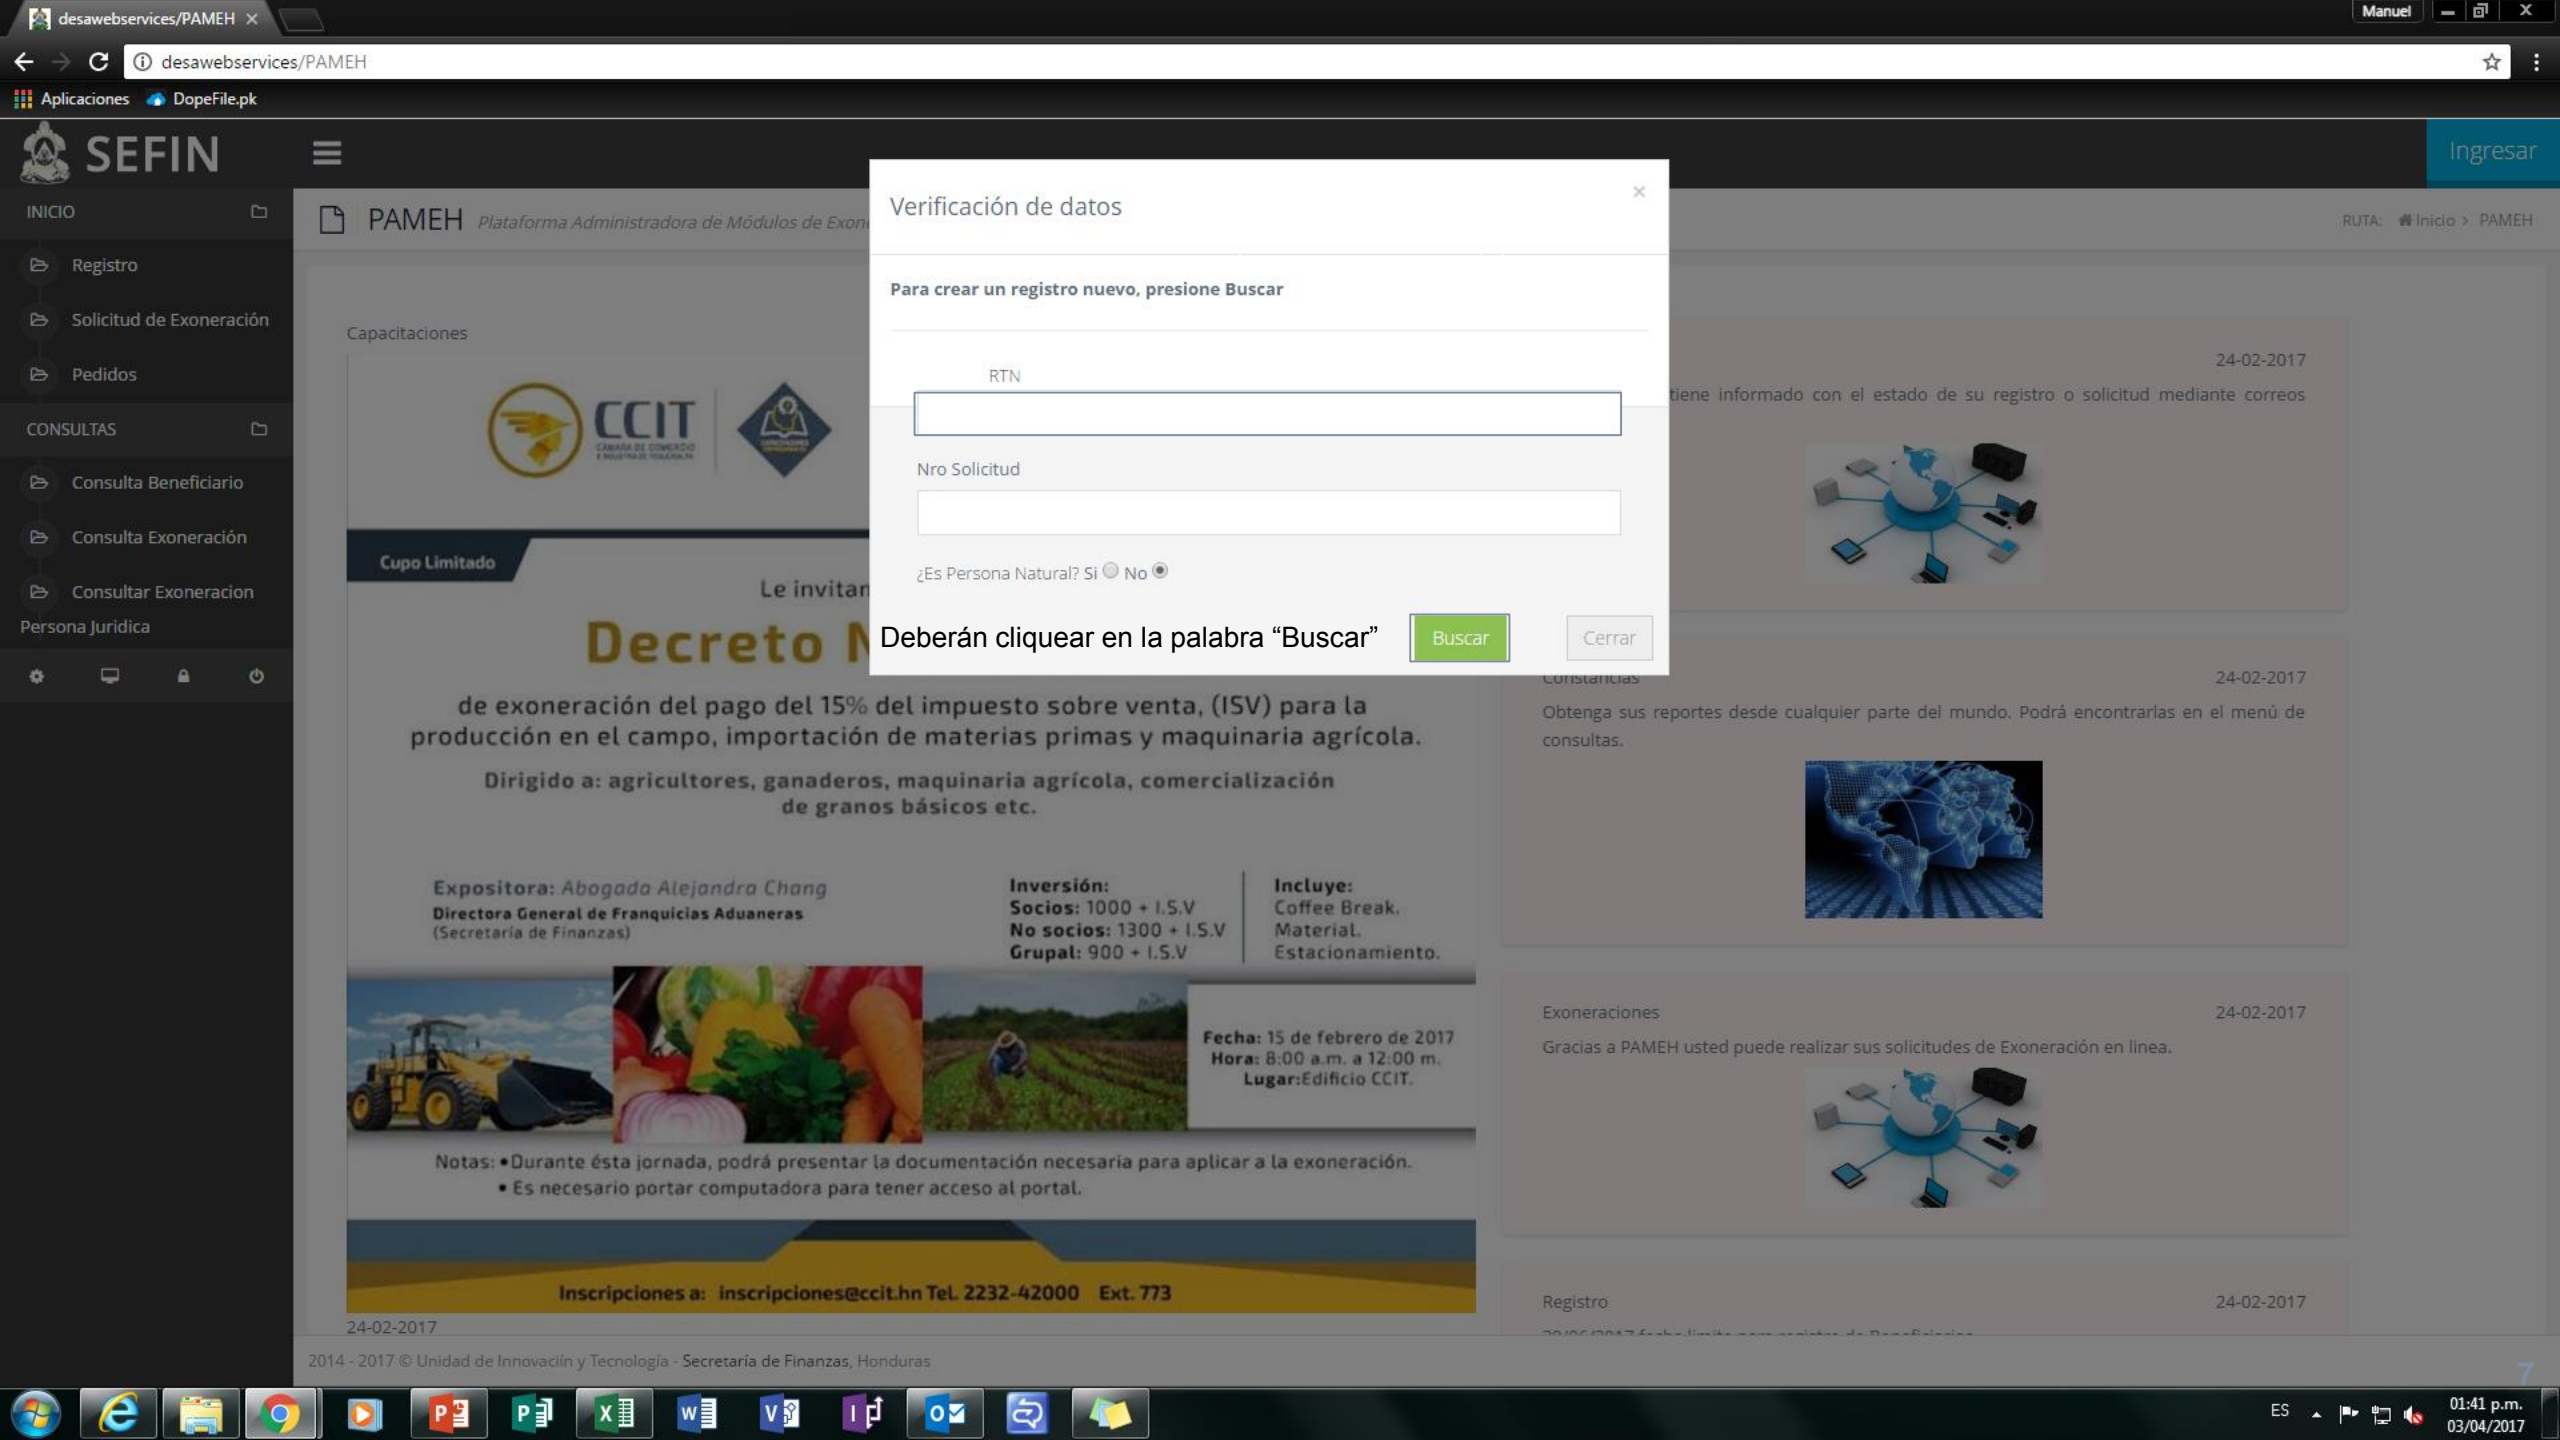 desawebservices/PAMEH
Manuel
desawebservices/PAMEH
Aplicaciones DopeFile.pk
SEFIN
Ingresar
INICIO
Registro
Solicitud de Exoneración
Pedidos
CONSULTAS
Consulta Beneficiario
Consulta Exoneración
Consultar Exoneracion
Persona Juridica
PAMEH Plataforma Administradora de Módulos de
RUTA: Inicio > PAMEH
Verificación de datos
×
Para crear un registro nuevo, presione Buscar
RTN
Nro Solicitud
¿Es Persona Natural? Si No
Deberán cliquear en la palabra “Buscar”
Buscar
Cerrar
Capacitaciones
CCIT
CÁMARA DE COMERCIO
Cupo Limitado
Le invitan
Decreto
de exoneración del pago del 15% del impuesto sobre venta, (ISV) para la
producción en el campo, importación de materias primas y maquinaria agrícola.
Dirigido a: agricultores, ganaderos, maquinaria agrícola, comercialización
de granos básicos etc.
Expositora: Abogada Alejandra Chang
Directora General de Franquicias Aduaneras
(Secretaría de Finanzas)
Inversión:
Socios: 1000 + I.S.V
No socios: 1300 + I.S.V
Grupal: 900 + I.S.V
Incluye:
Coffee Break.
Material.
Estacionamiento.
Fecha: 15 de febrero de 2017
Hora: 8:00 a.m. a 12:00 m.
Lugar:Edificio CCIT.
Notas: •Durante ésta jornada, podrá presentar la documentación necesaria para aplicar a la exoneración.
• Es necesario portar computadora para tener acceso al portal.
Inscripciones a: inscripciones@ccit.hn Tel. 2232-42000 Ext. 773
24-02-2017
24-02-2017
tiene informado con el estado de su registro o solicitud mediante correos
Constancias
24-02-2017
Obtenga sus reportes desde cualquier parte del mundo. Podrá encontrarlas en el menú de
consultas.
Exoneraciones
24-02-2017
Gracias a PAMEH usted puede realizar sus solicitudes de Exoneración en linea.
Registro
24-02-2017
2014 - 2017 © Unidad de Innovación y Tecnología - Secretaría de Finanzas, Honduras
7
ES
01:41 p.m.
03/04/2017